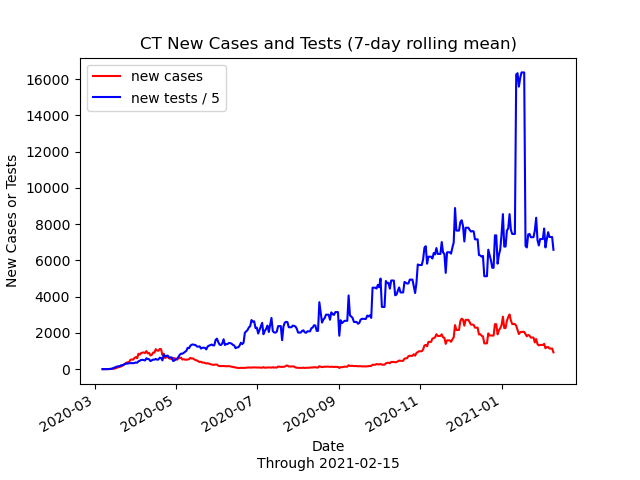 CT New Cases and Tests (7-day rolling mean)
new cases
new tests / 5
New Cases or Tests
16000
14000
12000
10000
8000
6000
4000
2000
0
2020-03
2020-05
2020-07
2020-09
2020-11
2021-01
Date
Through 2021-02-15